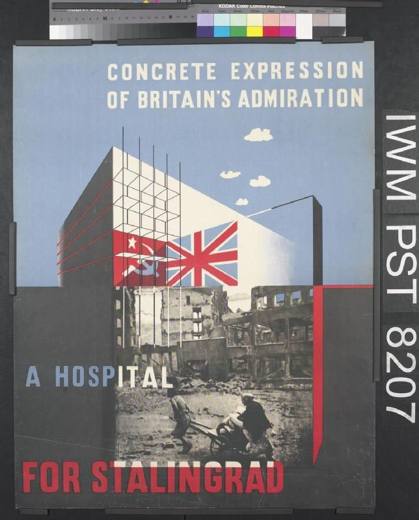 CONCRETE EXPRESSION
OF BRITAIN'S ADMIRATION
A HOSPITAL
FOR STALINGRAD
IWM PST 8207